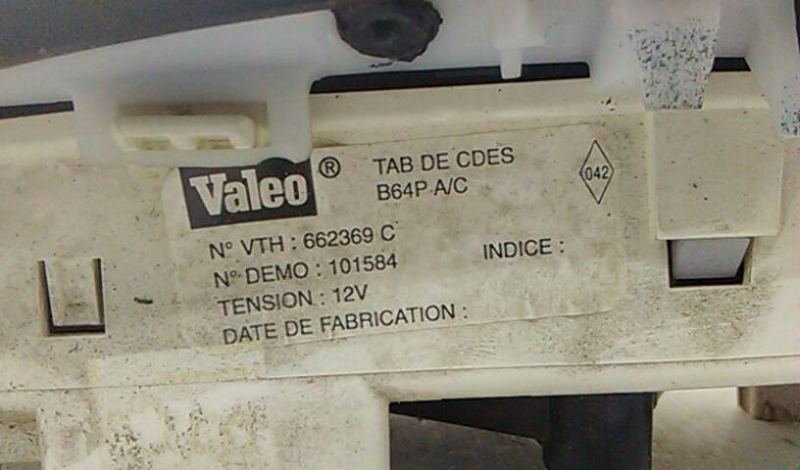 Valeo ®
TAB DE CDES
B64P A/C
042
N° VTH : 662369 C
N° DEMO : 101584
INDICE :
TENSION : 12V
DATE DE FABRICATION :